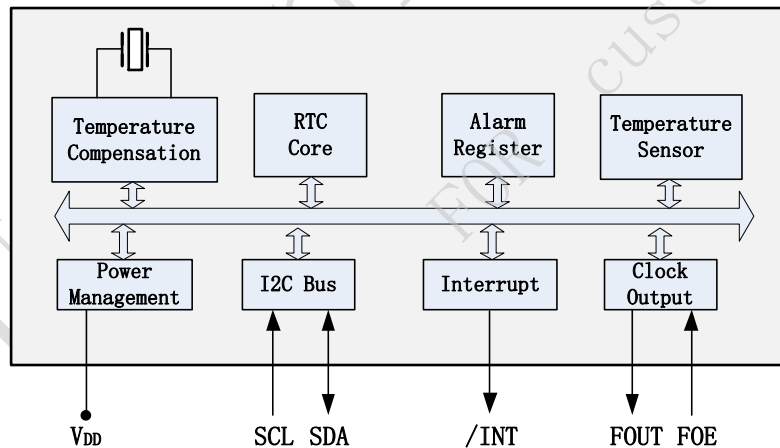 Temperature
Compensation
RTC
Core
Alarm
Register
Temperature
Sensor
Power
Management
I2C Bus
Interrupt
Clock
Output
VDD
SCL
SDA
/INT
FOUT
FOE
FOR